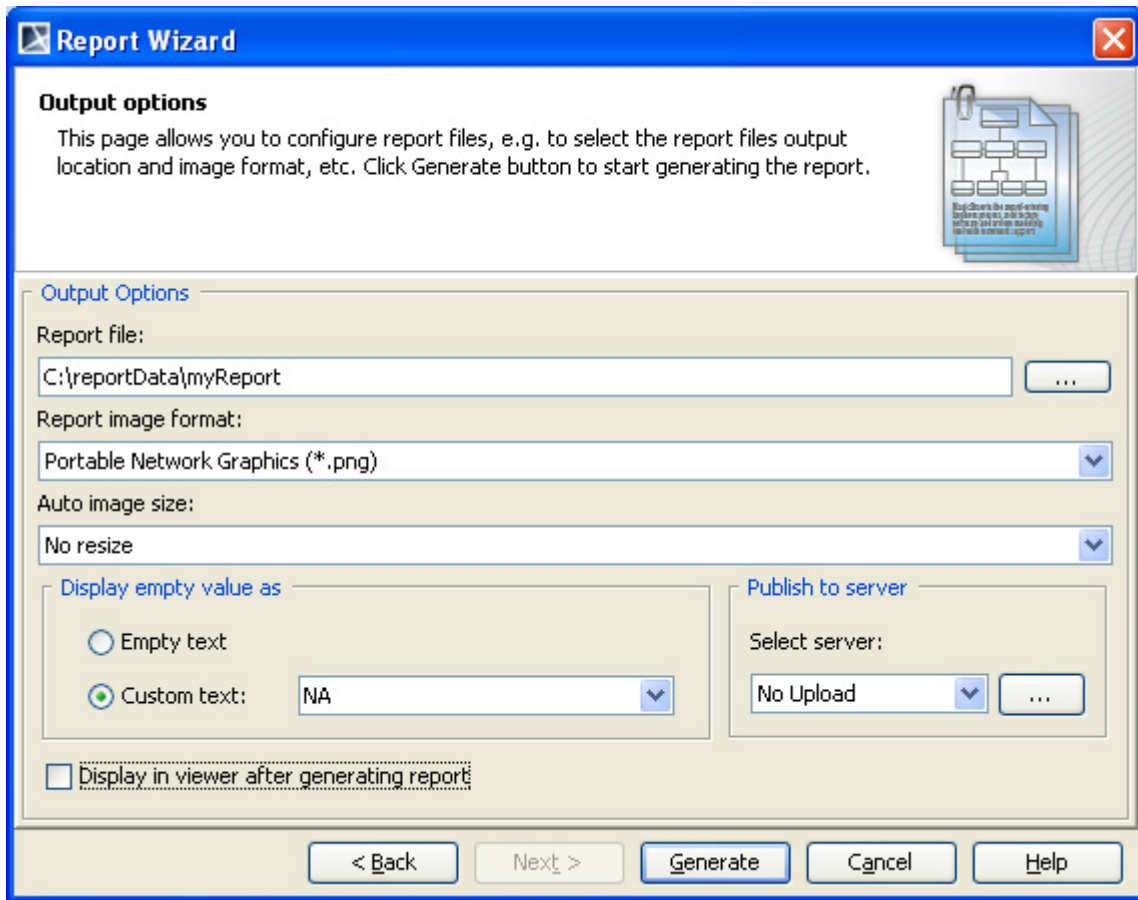 Report Wizard
Output options
This page allows you to configure report files, e.g. to select the report files output
location and image format, etc. Click Generate button to start generating the report.
Output Options
Report file:
C:\reportData\myReport
...
Report image format:
Portable Network Graphics (*.png)
Auto image size:
No resize
Display empty value as
Empty text
Custom text:
NA
Publish to server
Select server:
No Upload
...
Display in viewer after generating report
< Back
Next >
Generate
Cancel
Help